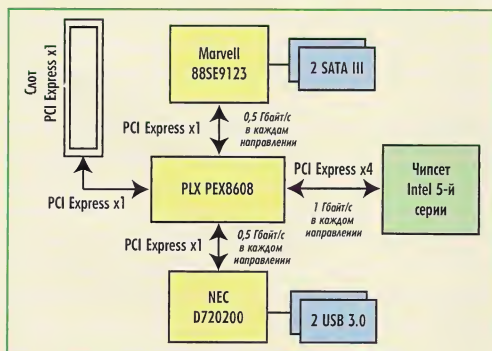 Слот
PCI Express x1
Marvell
88SE9123
2 SATA III
PCI Express x1
0,5 Гбайт/с
в каждом
направлении
PCI Express x1
PLX PEX8608
PCI Express x4
1 Гбайт/с
в каждом
направлении
Чипсет
Intel 5-й
серии
PCI Express x1
0,5 Гбайт/с
в каждом
направлении
NEC
D720200
2 USB 3.0